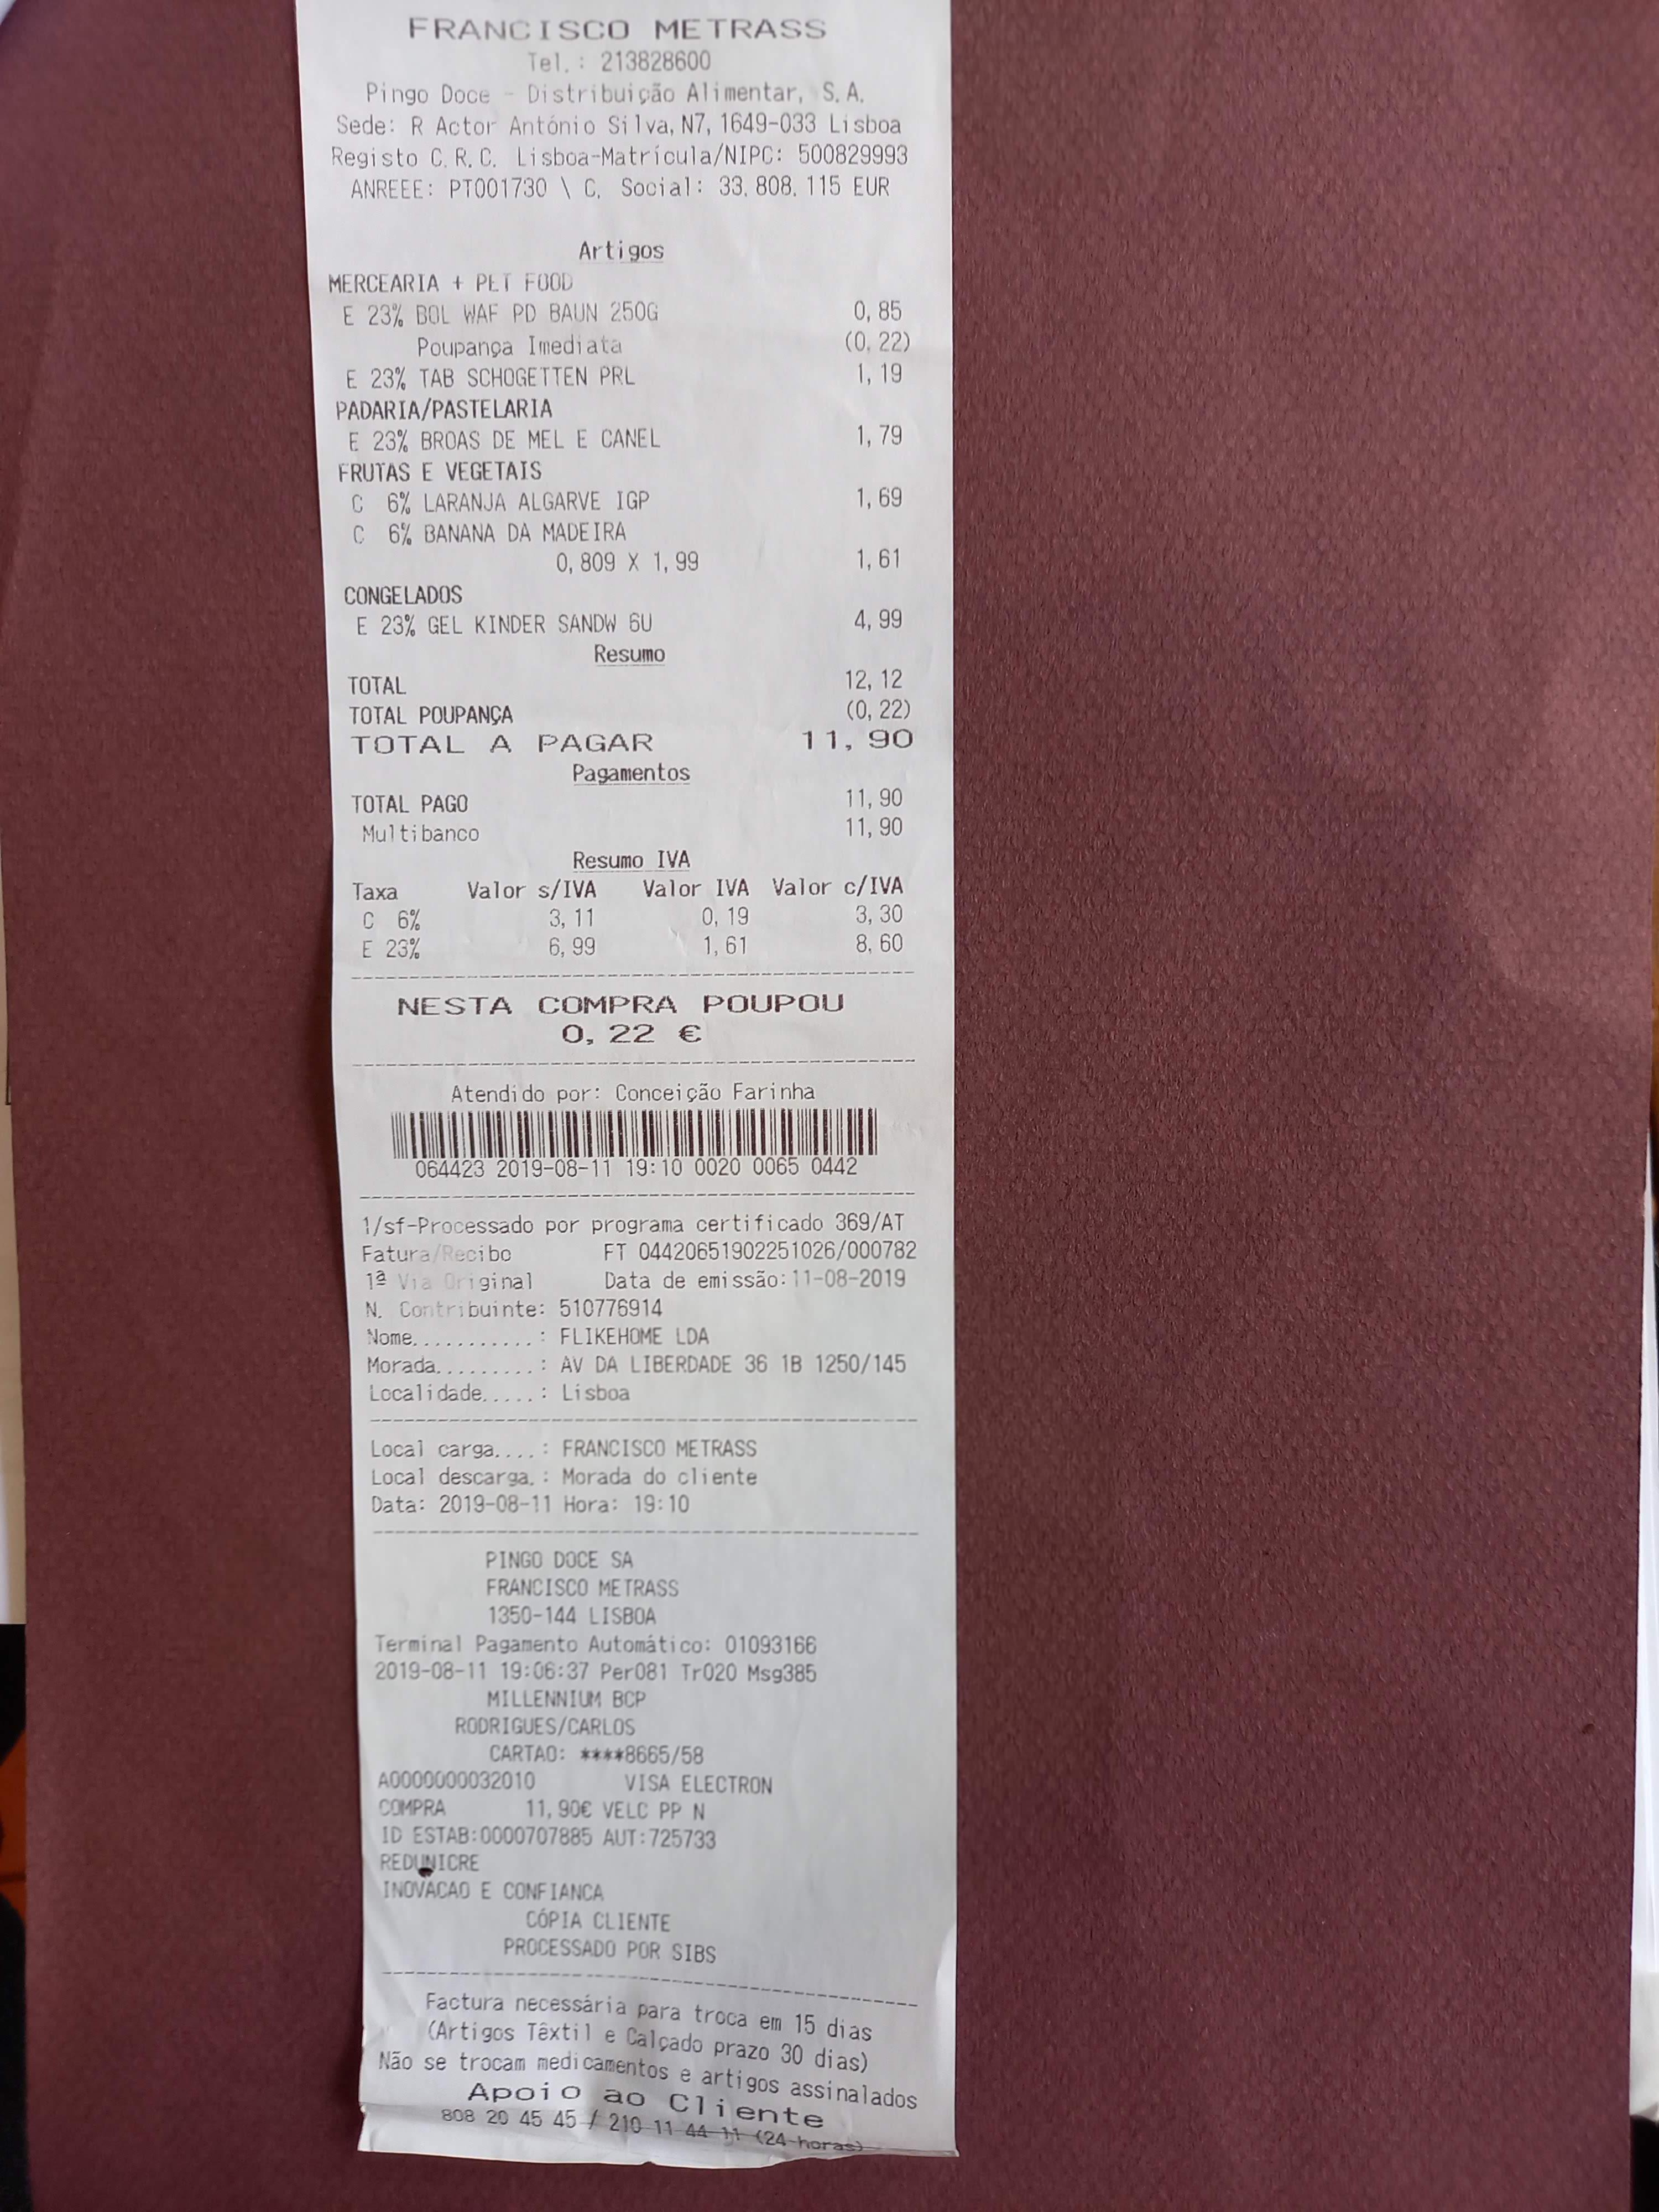 FRANCISCO METRASS
Tel.: 213828600
Pingo Doce - Distribuição Alimentar, S.A.
Sede: R Actor António Silva, N7, 1649-033 Lisboa
Registo C.R.C. Lisboa-Matrícula/NIPC: 500829993
ANREEE: PT001730 \ C. Social: 33.808.115 EUR
Artigos
MERCEARIA + PET FOOD
E 23% BOL WAF PD BAUN 250G 0,85
Poupança Imediata (0,22)
E 23% TAB SCHOGETTEN PRL 1,19
PADARIA/PASTELARIA
E 23% BROAS DE MEL E CANEL 1,79
FRUTAS E VEGETAIS
C 6% LARANJA ALGARVE IGP 1,69
C 6% BANANA DA MADEIRA
0,809 X 1,99 1,61
CONGELADOS
E 23% GEL KINDER SANDW 6U 4,99
Resumo
TOTAL 12,12
TOTAL POUPANÇA (0,22)
TOTAL A PAGAR 11,90
Pagamentos
TOTAL PAGO 11,90
Multibanco 11,90
Resumo IVA
Taxa Valor s/IVA Valor IVA Valor c/IVA
C 6% 3,11 0,19 3,30
E 23% 6,99 1,61 8,60
NESTA COMPRA POUPOU
0,22 €
Atendido por: Conceição Farinha
064423 2019-08-11 19:10 0020 0065 0442
1/sf-Processado por programa certificado 369/AT
Fatura/Recibo FT 04420651902251026/000782
1ª Via Original Data de emissão:11-08-2019
N. Contribuinte: 510776914
Nome...........: FLIKEHOME LDA
Morada.........: AV DA LIBERDADE 36 1B 1250/145
Localidade.....: Lisboa
Local carga....: FRANCISCO METRASS
Local descarga.: Morada do cliente
Data: 2019-08-11 Hora: 19:10
PINGO DOCE SA
FRANCISCO METRASS
1350-144 LISBOA
Terminal Pagamento Automático: 01093166
2019-08-11 19:06:37 Per081 Tr020 Msg385
MILLENNIUM BCP
RODRIGUES/CARLOS
CARTAO: ****8665/58
A0000000032010 VISA ELECTRON
COMPRA 11,90€ VELC PP N
ID ESTAB:0000707885 AUT:725733
REDUNICRE
INOVACAO E CONFIANCA
CÓPIA CLIENTE
PROCESSADO POR SIBS
Factura necessária para troca em 15 dias
(Artigos Têxtil e Calçado prazo 30 dias)
Não se trocam medicamentos e artigos assinalados
Apoio ao Cliente
808 20 45 45 / 210 11 44 11 (24 horas)